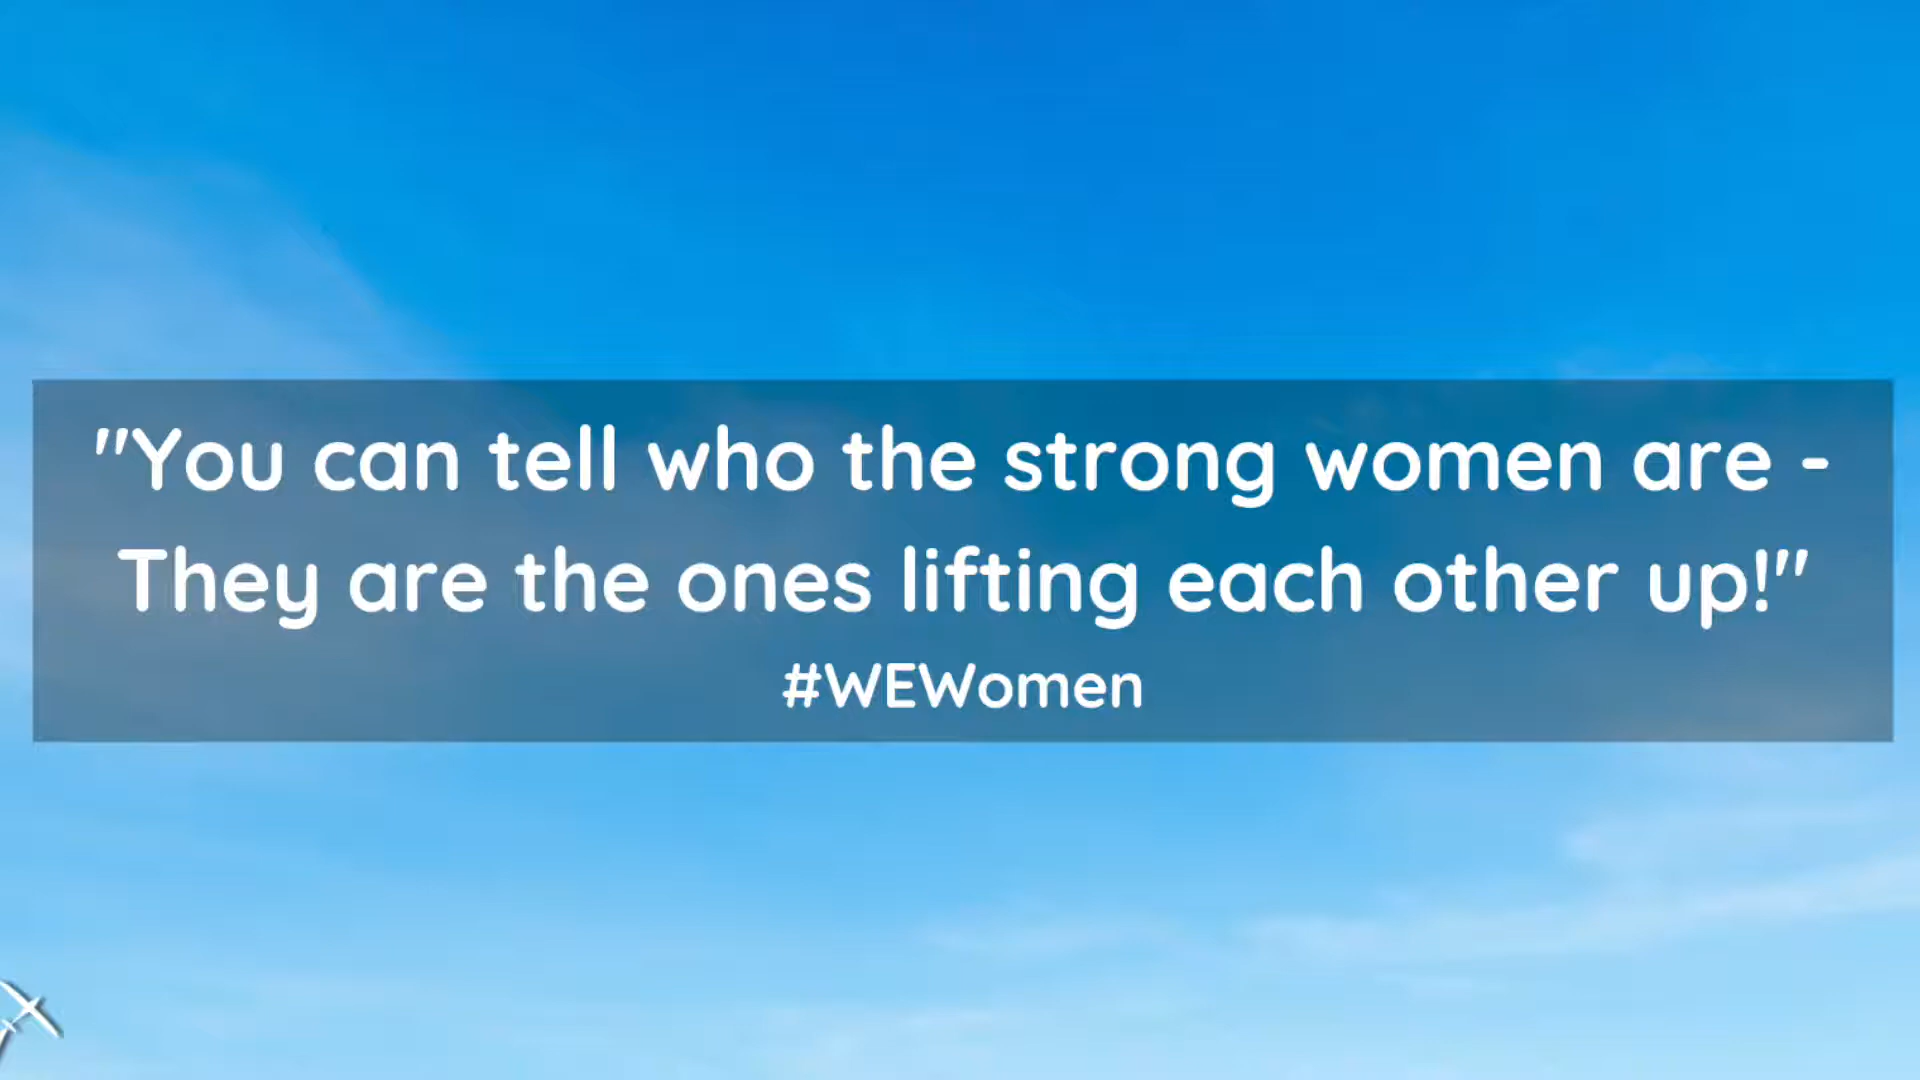 "You can tell who the strong women are -
They are the ones lifting each other up!"
#WEWomen